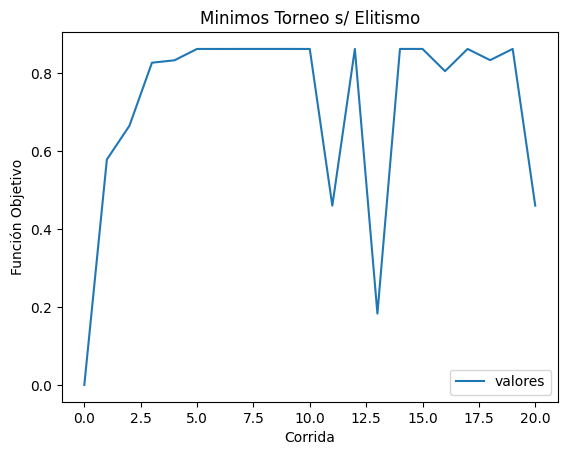 Minimos Torneo s/ Elitismo
Función Objetivo
0.8
0.6
0.4
0.2
0.0
valores
0.0 2.5 5.0 7.5 10.0 12.5 15.0 17.5 20.0
Corrida